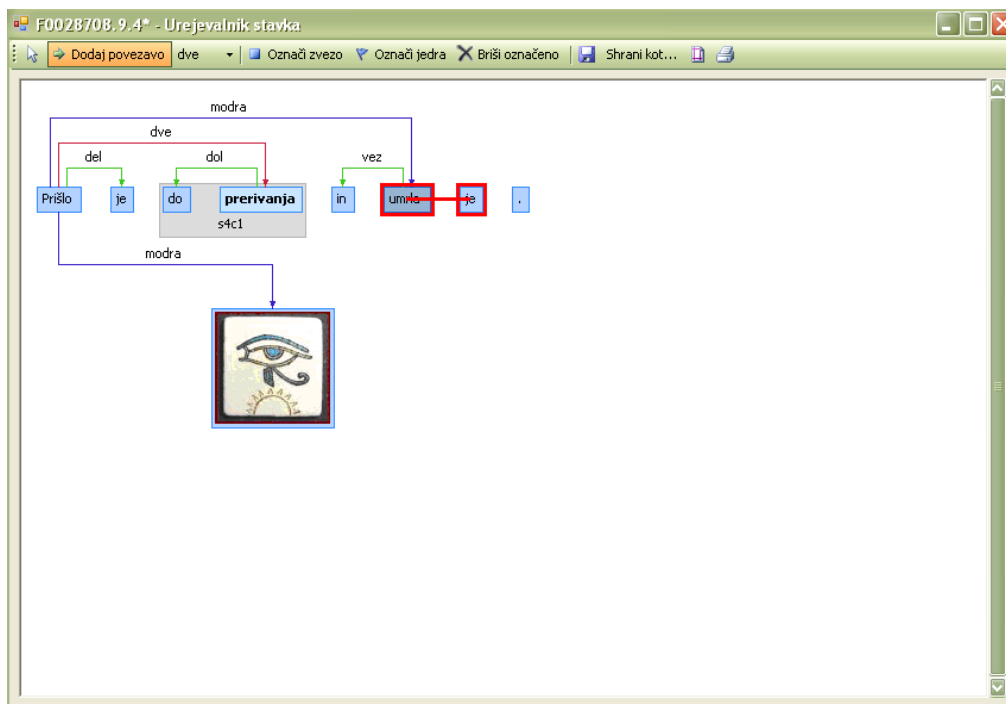 F0028708.9.4* - Urejevalnik stavka
Dodaj povezavo dve Označi zvezo Označi jedra Briši označeno Shrani kot...
modra
dve
del dol vez
Prišlo je do prerivanja in umrla je .
s4c1
modra